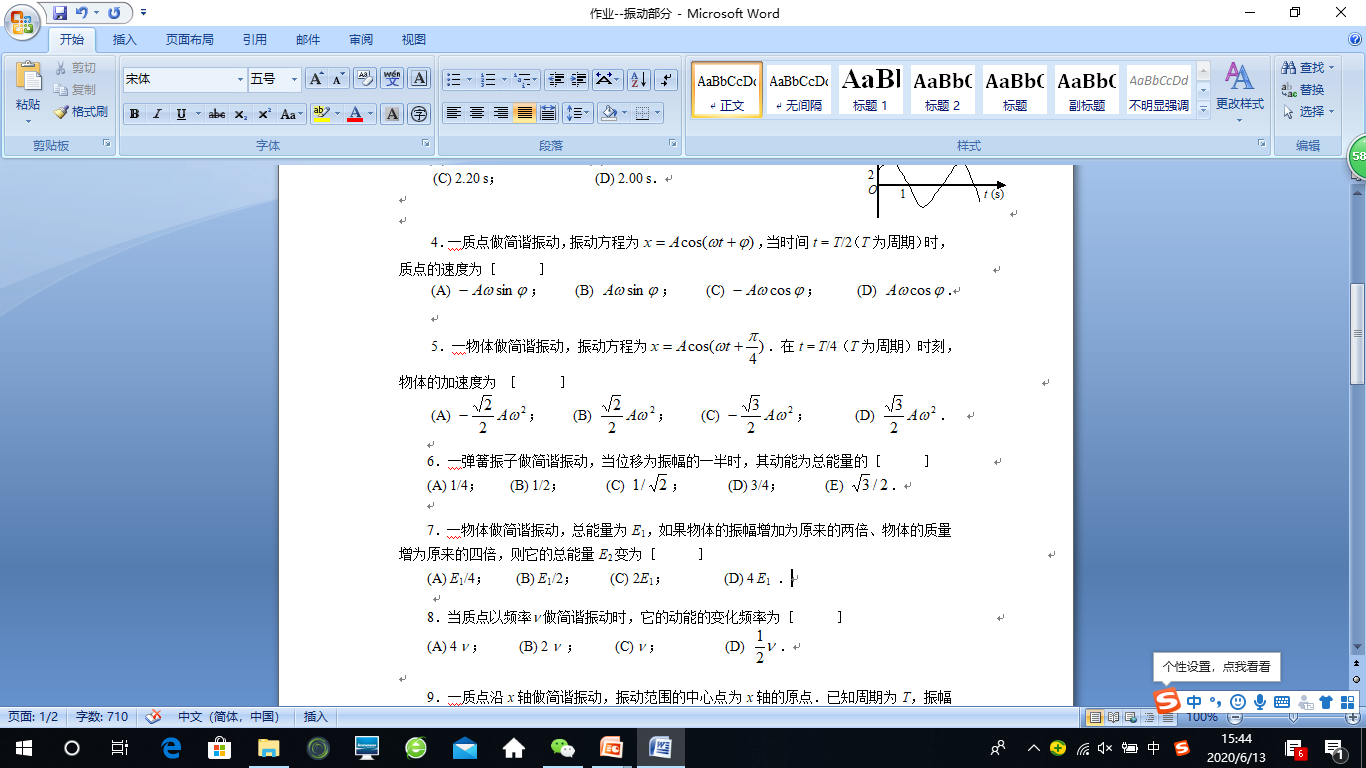 作业--振动部分 - Microsoft Word
开始 插入 页面布局 引用 邮件 审阅 视图
粘贴 剪切 复制 格式刷
宋体 五号
AaBbCcDd AaBbCcDd AaBl AaBbC AaBbC AaBbC AaBbCcDd
正文 无间隔 标题 1 标题 2 标题 副标题 不明显强调
更改样式
查找 替换 选择
剪贴板 字体 段落 样式 编辑
58
(C) 2.20 s； (D) 2.00 s．
2
O
1 t (s)
4．一质点做简谐振动，振动方程为 x = A cos(ωt + φ)，当时间 t = T/2（T 为周期）时，
质点的速度为［ ］
(A) −Aω sin φ； (B) Aω sin φ； (C) −Aω cos φ； (D) Aω cos φ．
5．一物体做简谐振动，振动方程为 x = A cos(ωt + π/4)．在 t = T/4（T 为周期）时刻，
物体的加速度为 ［ ］
(A) −√2/2 Aω²； (B) √2/2 Aω²； (C) −√3/2 Aω²； (D) √3/2 Aω²．
6．一弹簧振子做简谐振动，当位移为振幅的一半时，其动能为总能量的［ ］
(A) 1/4； (B) 1/2； (C) 1/√2； (D) 3/4； (E) √3/2．
7．一物体做简谐振动，总能量为 E₁，如果物体的振幅增加为原来的两倍、物体的质量
增为原来的四倍，则它的总能量 E₂变为［ ］
(A) E₁/4； (B) E₁/2； (C) 2E₁； (D) 4 E₁ ．
8．当质点以频率ν 做简谐振动时，它的动能的变化频率为［ ］
(A) 4 ν； (B) 2 ν ； (C) ν； (D) 1/2 ν．
9．一质点沿 x 轴做简谐振动，振动范围的中心点为 x 轴的原点．已知周期为 T，振幅
个性设置，点我看看
中
页面: 1/2 字数: 710 中文（简体，中国） 插入 100%
中 15:44
2020/6/13
6 1